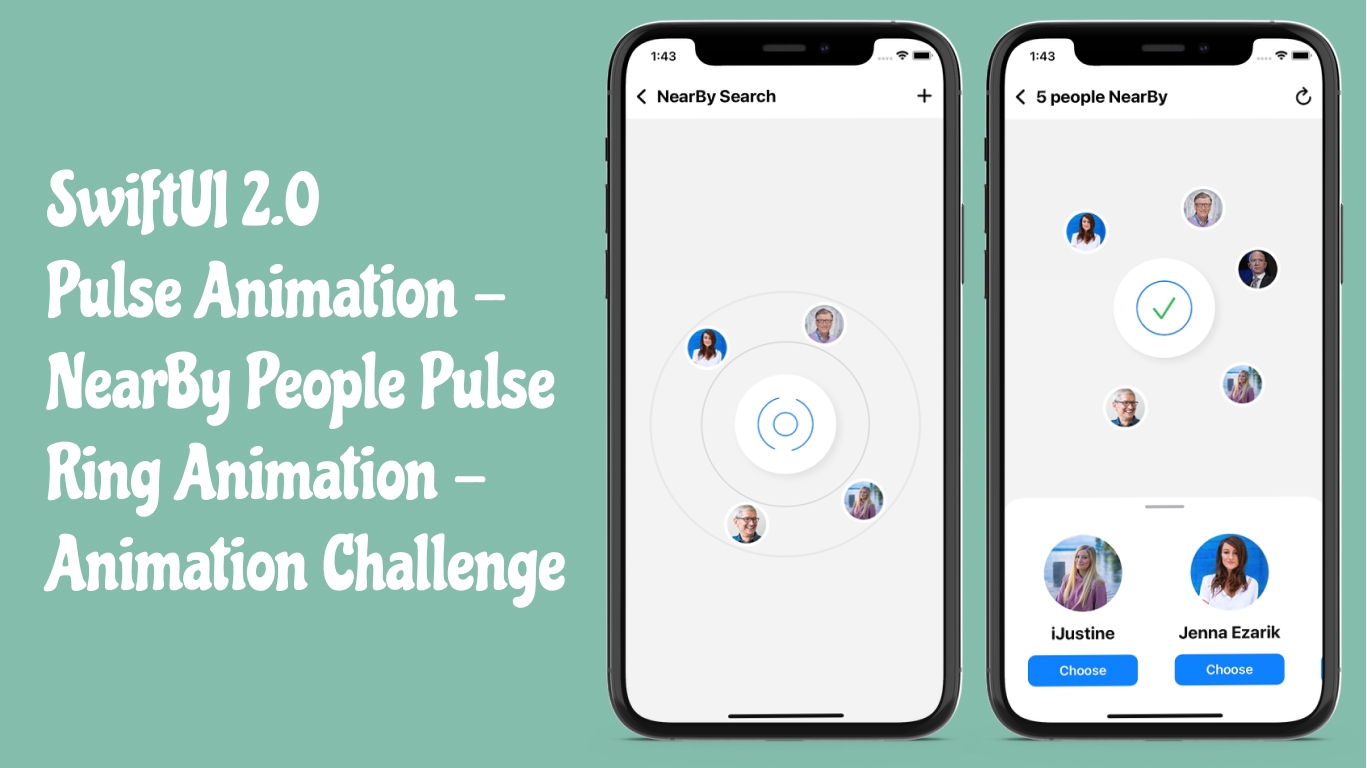 SwiftUI 2.0
Pulse Animation -
NearBy People Pulse
Ring Animation -
Animation Challenge
1:43
NearBy Search
1:43
5 people NearBy
iJustine
Jenna Ezarik
Choose
Choose